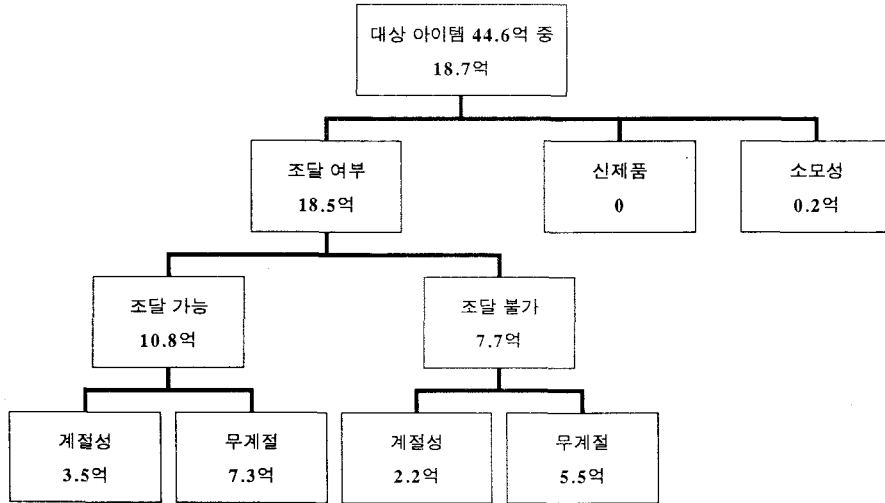 대상 아이템 44.6억 중
18.7억
조달 여부
18.5억
신제품
0
소모성
0.2억
조달 가능
10.8억
조달 불가
7.7억
계절성
3.5억
무계절
7.3억
계절성
2.2억
무계절
5.5억